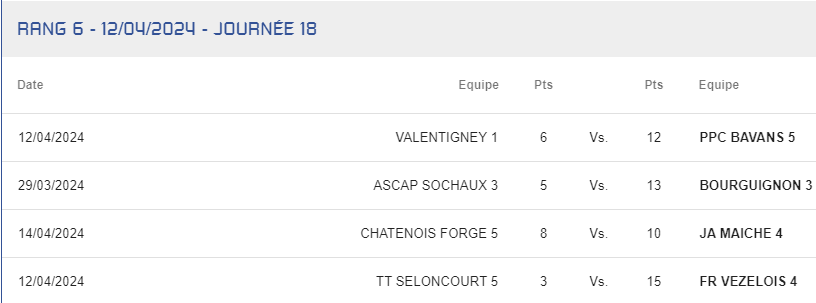 RANG 6 - 12/04/2024 - JOURNÉE 18
Date Equipe Pts Pts Equipe
12/04/2024 VALENTIGNEY 1 6 Vs. 12 PPC BAVANS 5
29/03/2024 ASCAP SOCHAUX 3 5 Vs. 13 BOURGUIGNON 3
14/04/2024 CHATENOIS FORGE 5 8 Vs. 10 JA MAICHE 4
12/04/2024 TT SELONCOURT 5 3 Vs. 15 FR VEZELOIS 4